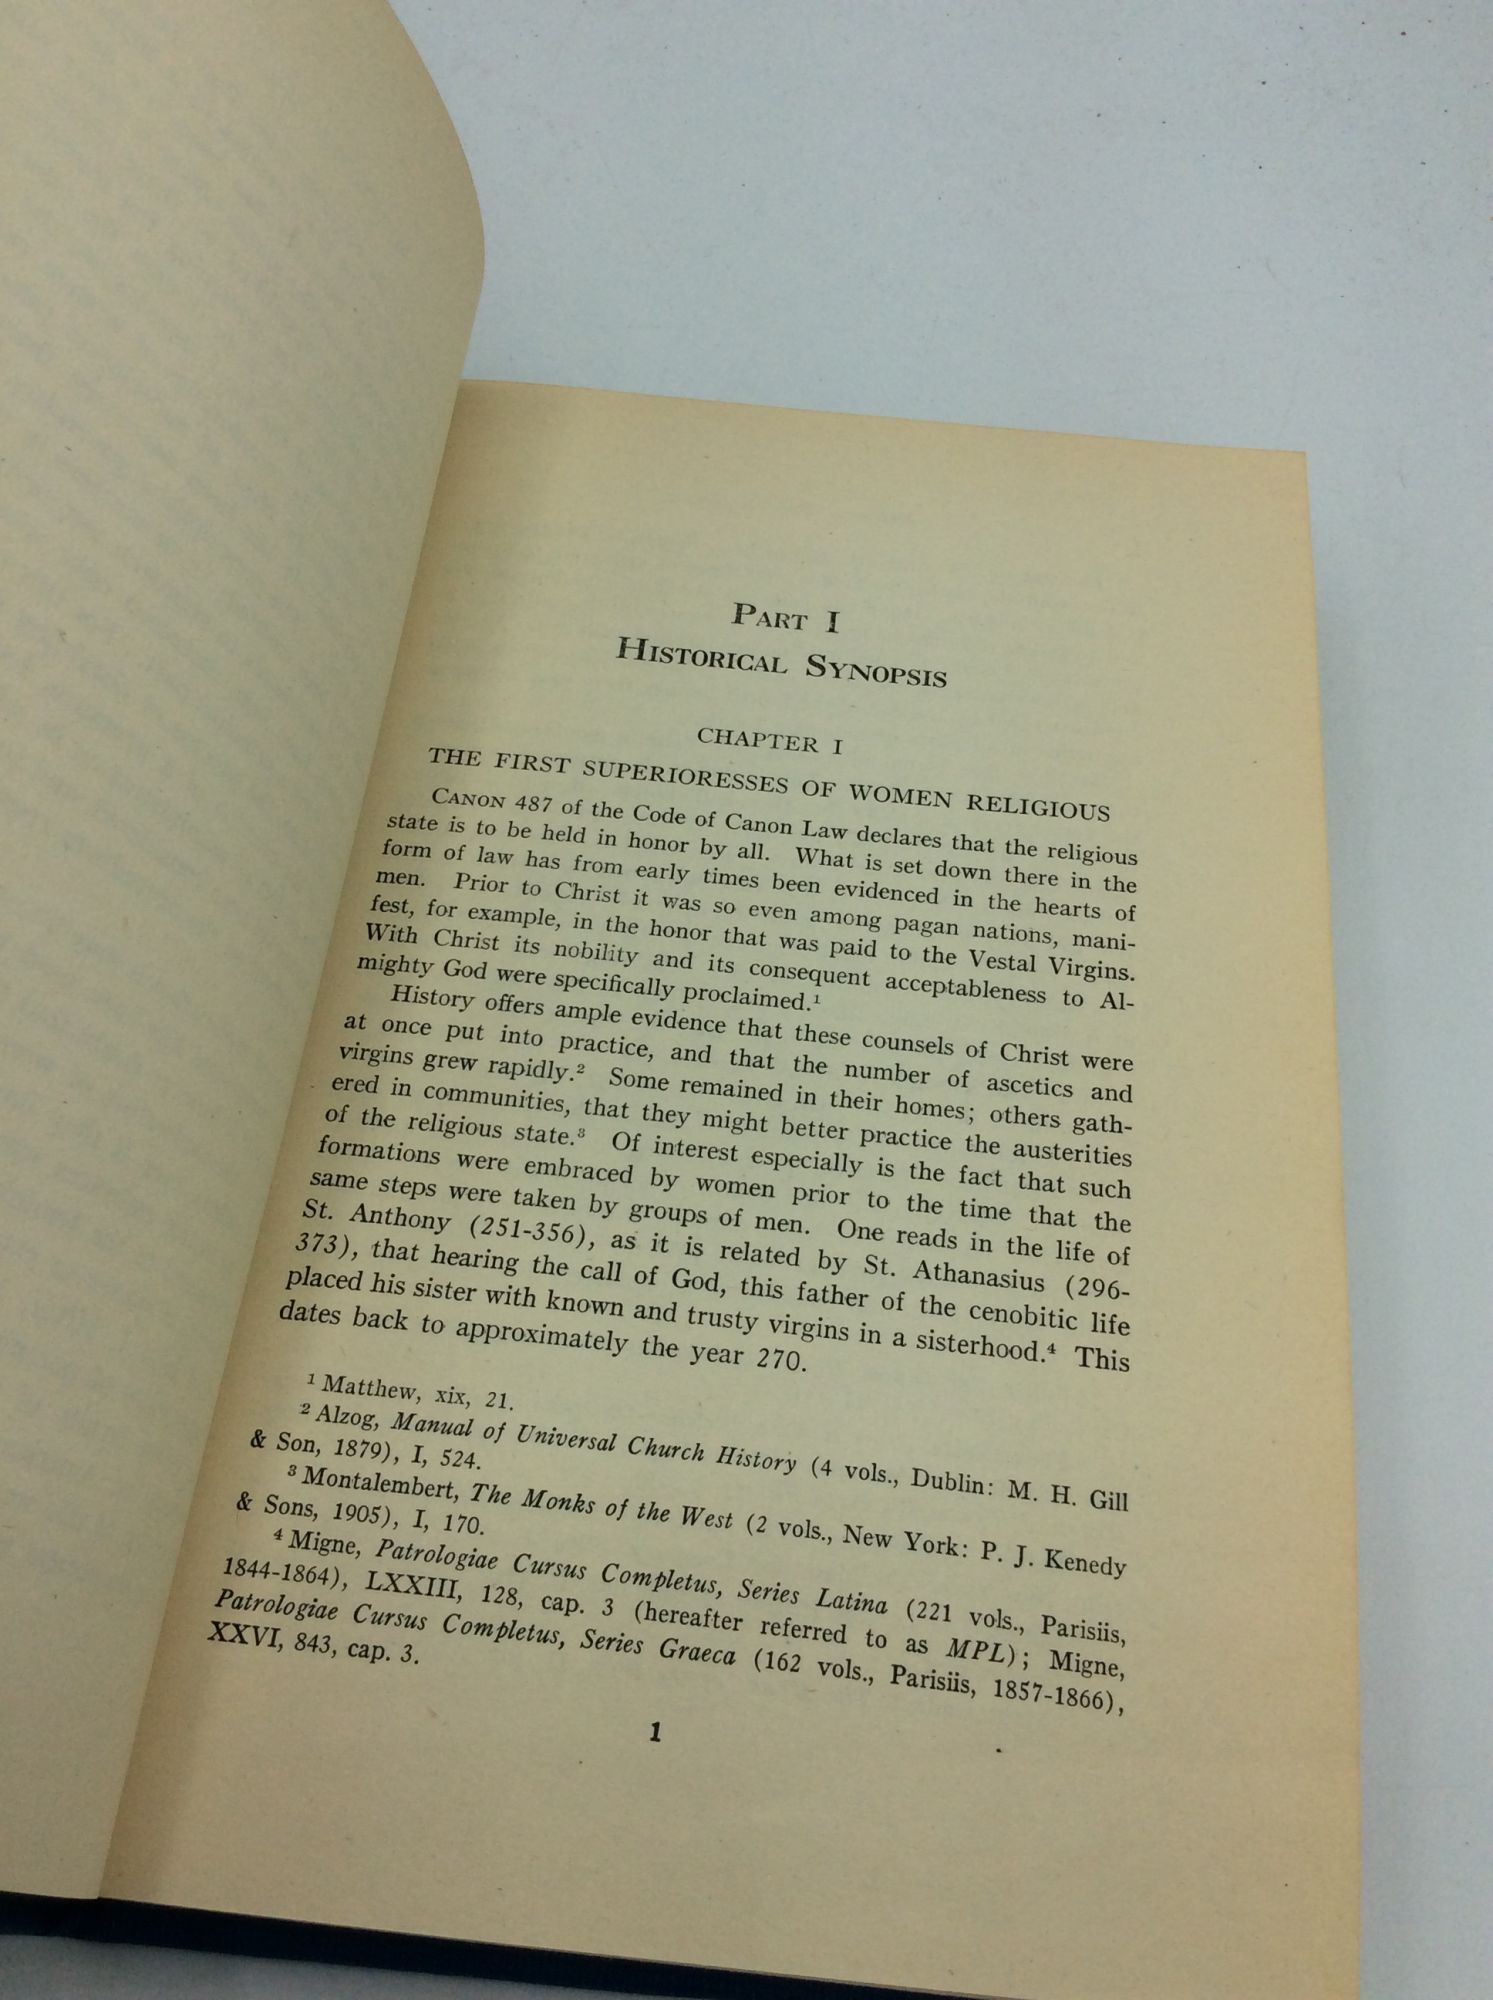 PART I
HISTORICAL SYNOPSIS
CHAPTER I
THE FIRST SUPERIORESSES OF WOMEN RELIGIOUS
CANON 487 of the Code of Canon Law declares that the religious
state is to be held in honor by all. What is set down there in the
form of law has from early times been evidenced in the hearts of
men. Prior to Christ it was so even among pagan nations, mani-
fest, for example, in the honor that was paid to the Vestal Virgins.
With Christ its nobility and its consequent acceptableness to Al-
mighty God were specifically proclaimed.¹
History offers ample evidence that these counsels of Christ were
at once put into practice, and that the number of ascetics and
virgins grew rapidly.² Some remained in their homes; others gath-
ered in communities, that they might better practice the austerities
of the religious state.³ Of interest especially is the fact that such
formations were embraced by women prior to the time that the
same steps were taken by groups of men. One reads in the life of
St. Anthony (251-356), as it is related by St. Athanasius (296-
373), that hearing the call of God, this father of the cenobitic life
placed his sister with known and trusty virgins in a sisterhood.⁴ This
dates back to approximately the year 270.
¹ Matthew, xix, 21.
² Alzog, Manual of Universal Church History (4 vols., Dublin: M. H. Gill
& Son, 1879), I, 524.
³ Montalembert, The Monks of the West (2 vols., New York: P. J. Kenedy
& Sons, 1905), I, 170.
⁴ Migne, Patrologiae Cursus Completus, Series Latina (221 vols., Parisiis,
1844-1864), LXXIII, 128, cap. 3 (hereafter referred to as MPL); Migne,
Patrologiae Cursus Completus, Series Graeca (162 vols., Parisiis, 1857-1866),
XXVI, 843, cap. 3.
1